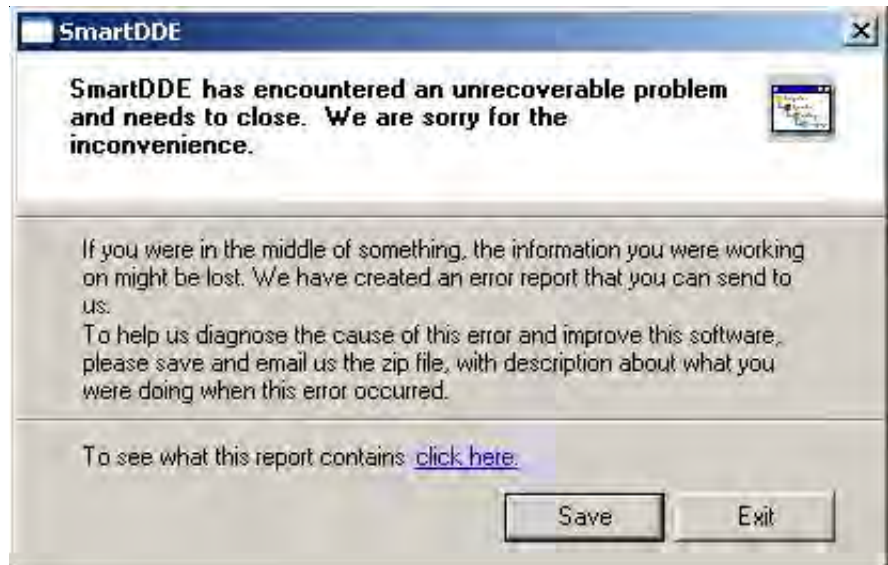 SmartDDE
SmartDDE has encountered an unrecoverable problem
and needs to close.  We are sorry for the
inconvenience.
If you were in the middle of something, the information you were working
on might be lost. We have created an error report that you can send to
us.
To help us diagnose the cause of this error and improve this software,
please save and email us the zip file, with description about what you
were doing when this error occurred.
To see what this report contains click here.
Save
Exit